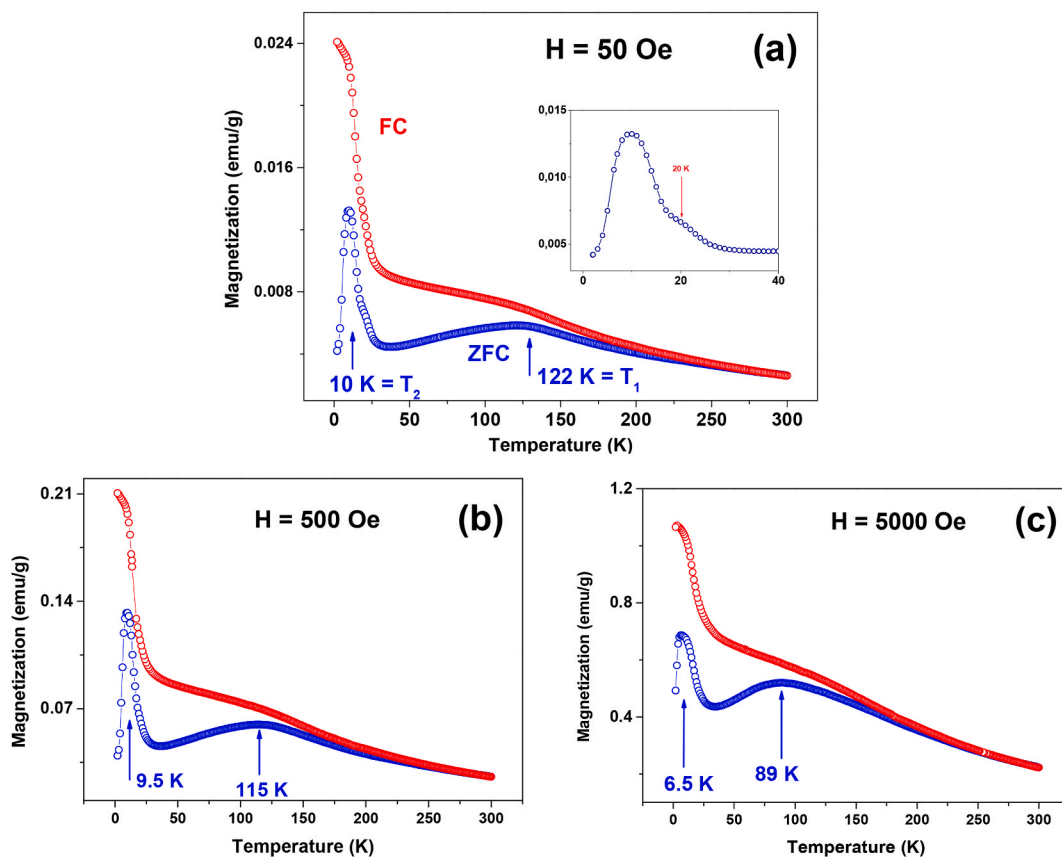 H = 50 Oe
(a)
FC
ZFC
10 K = T2
122 K = T1
Magnetization (emu/g)
0.024
0.016
0.008
0
50
100
150
200
250
300
Temperature (K)
0,015
0,010
0,005
20 K
0
20
40
H = 500 Oe
(b)
Magnetization (emu/g)
0.21
0.14
0.07
9.5 K
115 K
0
50
100
150
200
250
300
Temperature (K)
H = 5000 Oe
(c)
Magnetization (emu/g)
1.2
0.8
0.4
6.5 K
89 K
0
50
100
150
200
250
300
Temperature (K)